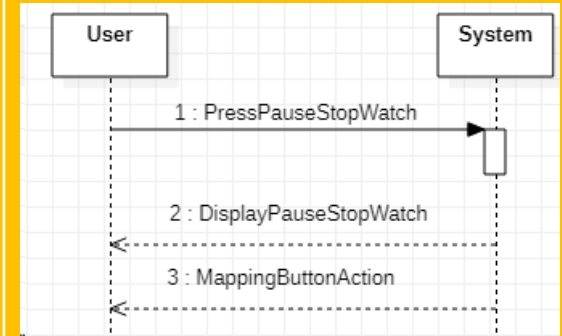 User
System
1 : PressPauseStopWatch
2 : DisplayPauseStopWatch
3 : MappingButtonAction